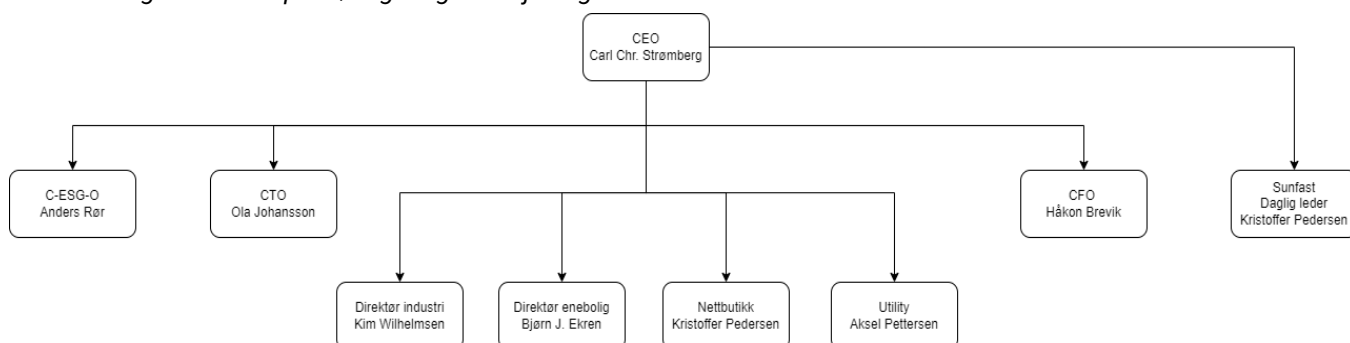 CEO
Carl Chr. Strømberg
C-ESG-O
Anders Rør
CTO
Ola Johansson
CFO
Håkon Brevik
Sunfast
Daglig leder
Kristoffer Pedersen
Direktør industri
Kim Wilhelmsen
Direktør enebolig
Bjørn J. Ekren
Nettbutikk
Kristoffer Pedersen
Utility
Aksel Pettersen